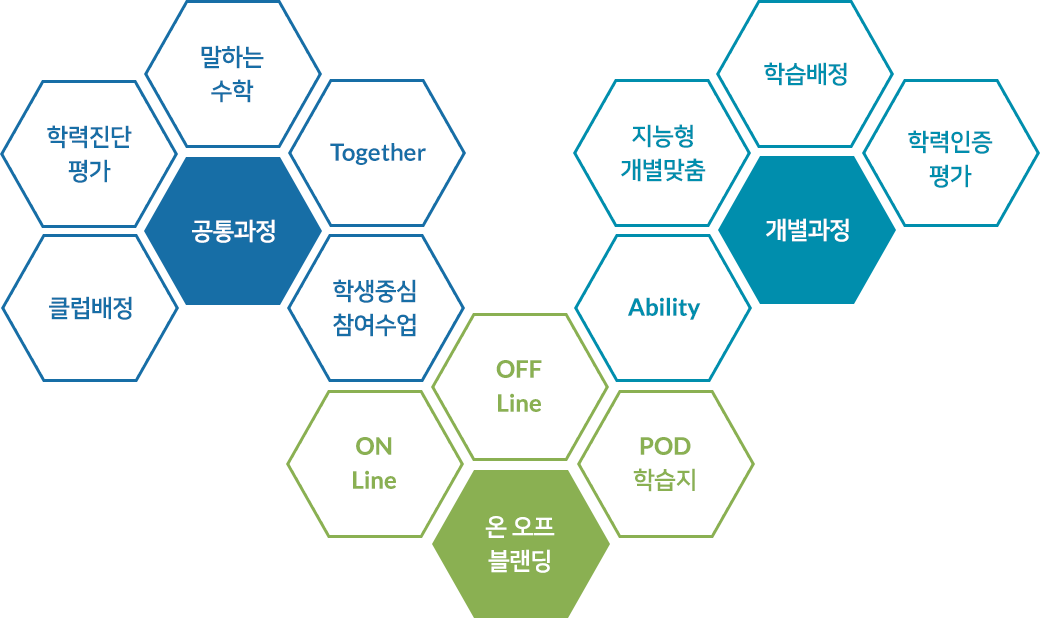 말하는
수학
학력진단
평가
Together
공통과정
클럽배정
학생중심
참여수업
학습배정
지능형
개별맞춤
학력인증
평가
개별과정
Ability
OFF
Line
ON
Line
POD
학습지
온 오프
블랜딩